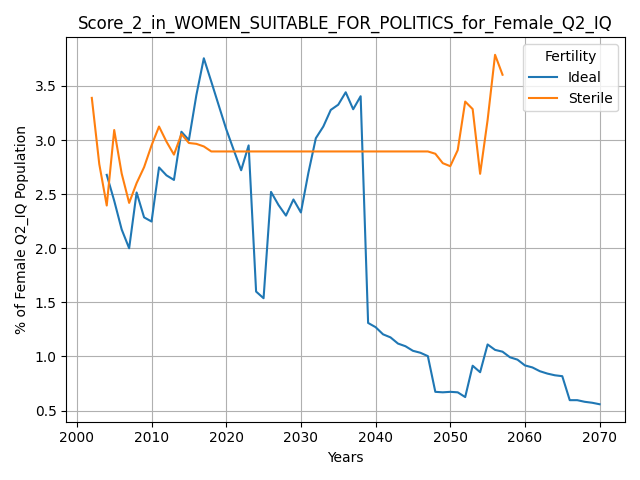 Score_2_in_WOMEN_SUITABLE_FOR_POLITICS_for_Female_Q2_IQ
Fertility
Ideal
Sterile
% of Female Q2_IQ Population
3.5
3.0
2.5
2.0
1.5
1.0
0.5
2000
2010
2020
2030
2040
2050
2060
2070
Years